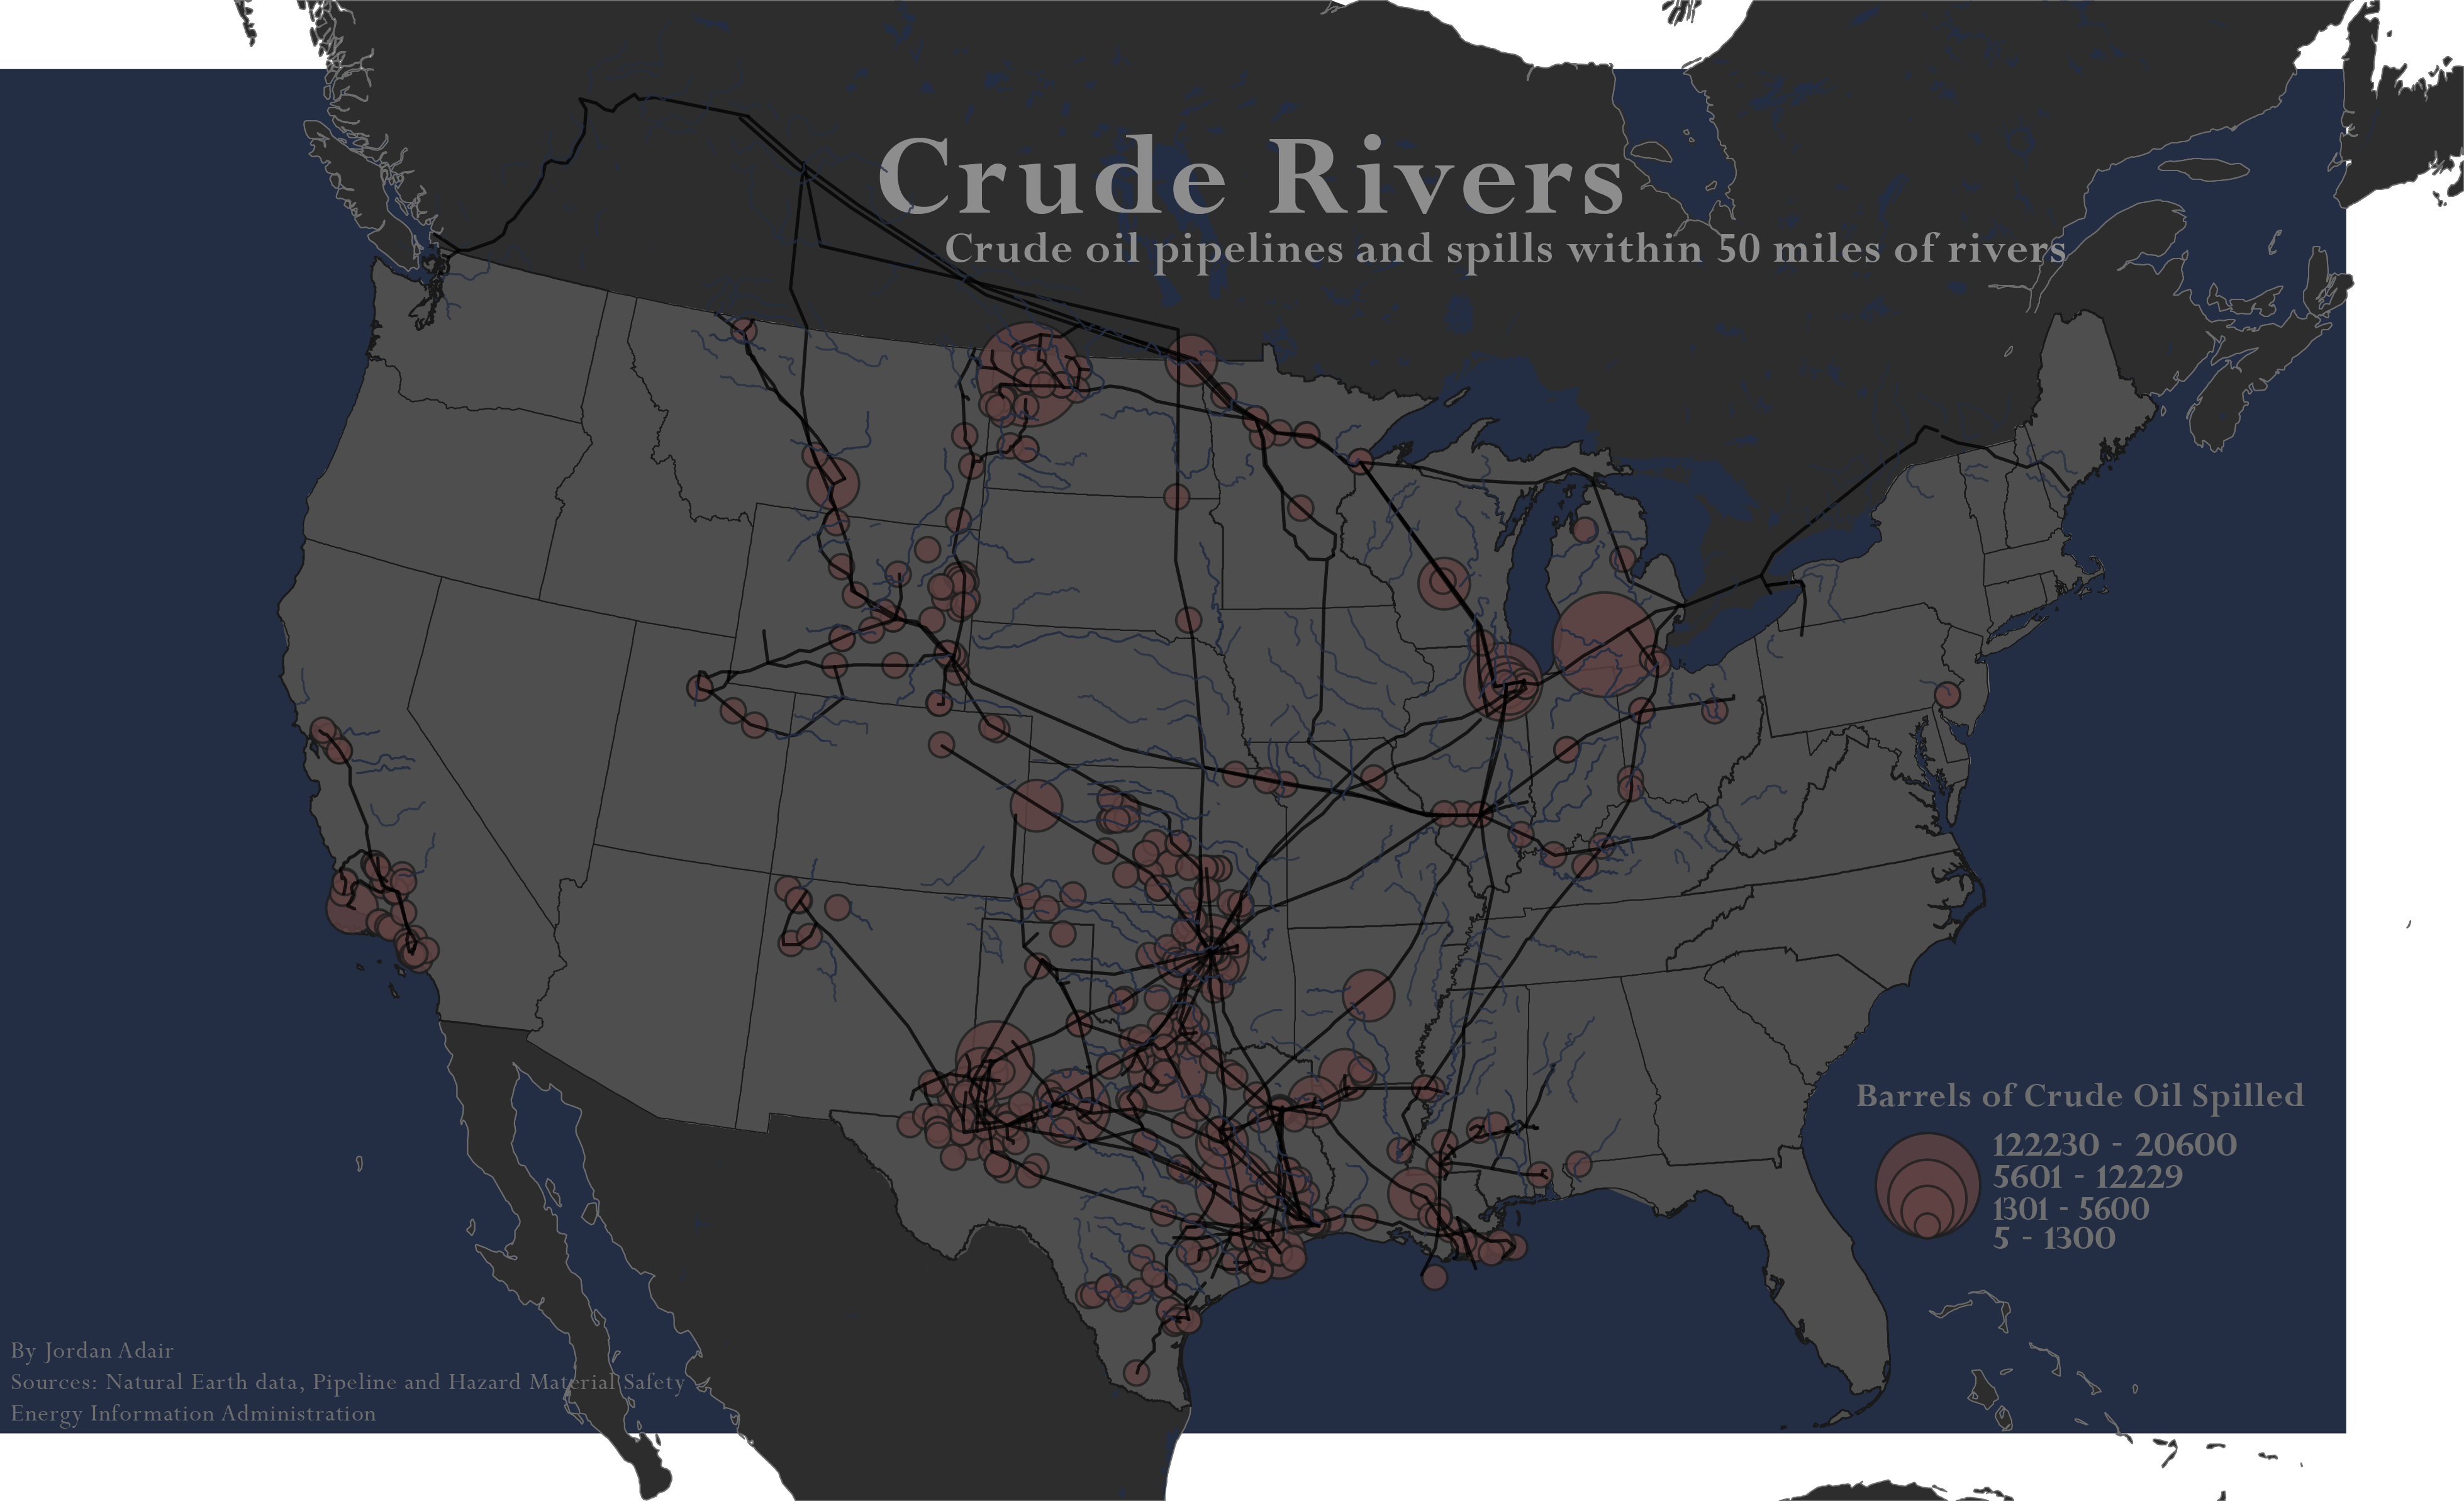 Crude Rivers
Crude oil pipelines and spills within 50 miles of rivers
Barrels of Crude Oil Spilled
122230 - 20600
5601 - 12229
1301 - 5600
5 - 1300
By Jordan Adair
Sources: Natural Earth data, Pipeline and Hazard Material Safety
Energy Information Administration